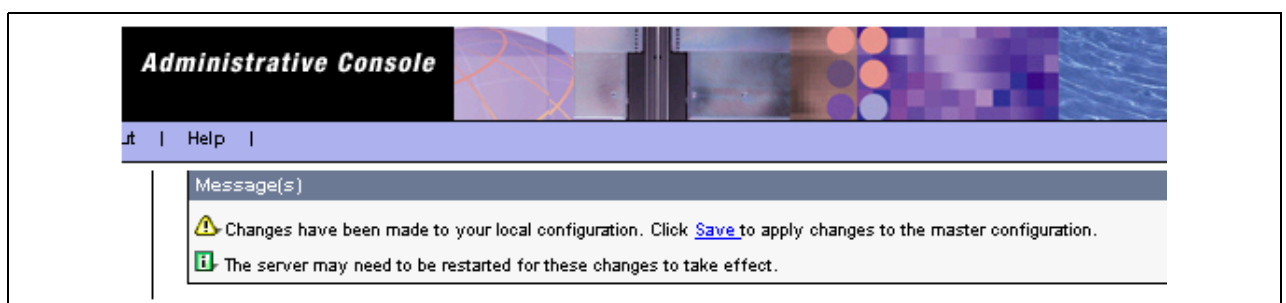 Administrative Console
ut | Help |
Message(s)
Changes have been made to your local configuration. Click Save to apply changes to the master configuration.
The server may need to be restarted for these changes to take effect.